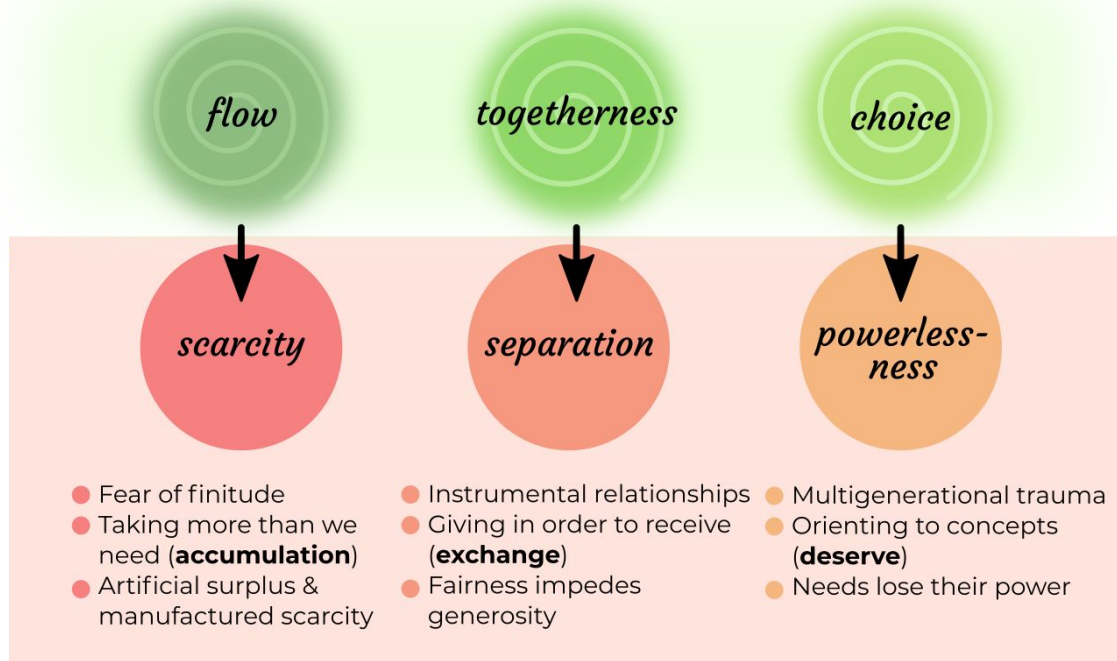 flow
togetherness
choice
scarcity
separation
powerless-
ness
Fear of finitude
Taking more than we
need (accumulation)
Artificial surplus &
manufactured scarcity
Instrumental relationships
Giving in order to receive
(exchange)
Fairness impedes
generosity
Multigenerational trauma
Orienting to concepts
(deserve)
Needs lose their power